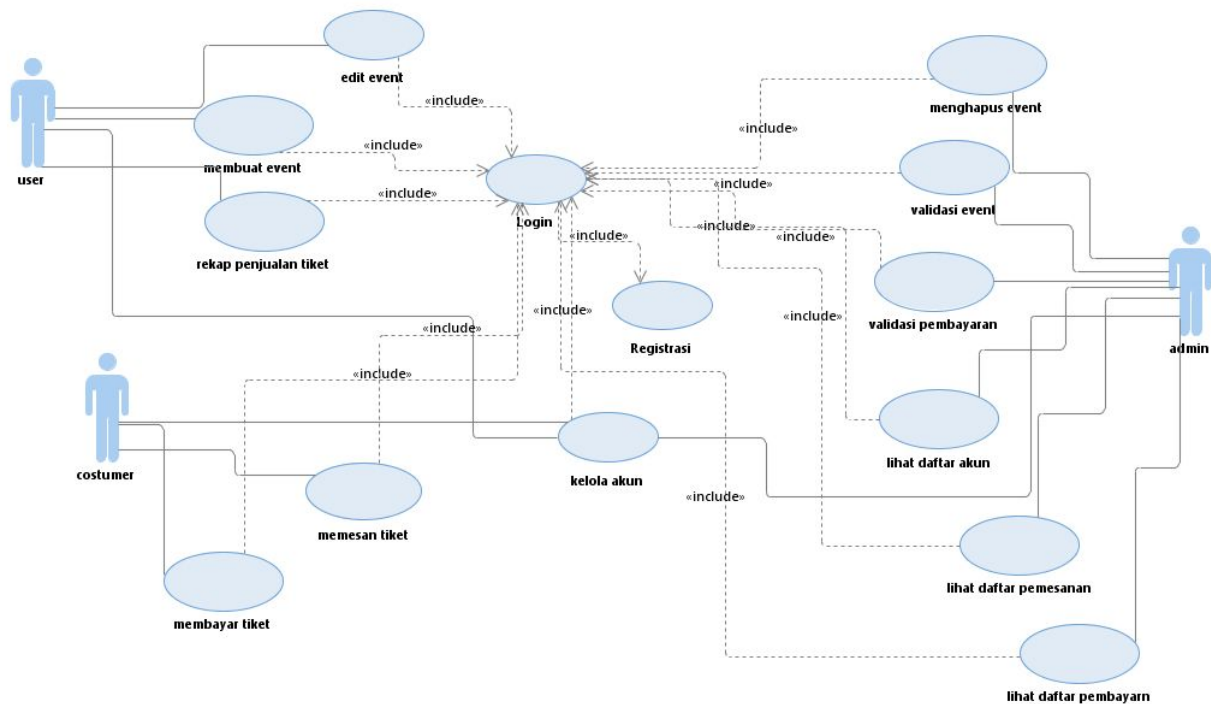 edit event
menghapus event
«include»
«include»
user
membuat event
«include»
validasi event
Login
«include»
rekap penjualan tiket
«include»
«include»
«include»
validasi pembayaran
admin
«include»
«include»
Registrasi
«include»
costumer
kelola akun
lihat daftar akun
«include»
memesan tiket
lihat daftar pemesanan
membayar tiket
lihat daftar pembayarn